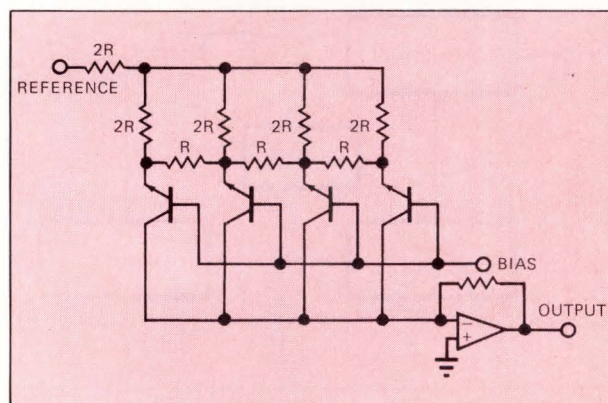 2R
REFERENCE
2R 2R 2R 2R
R R R
BIAS
OUTPUT